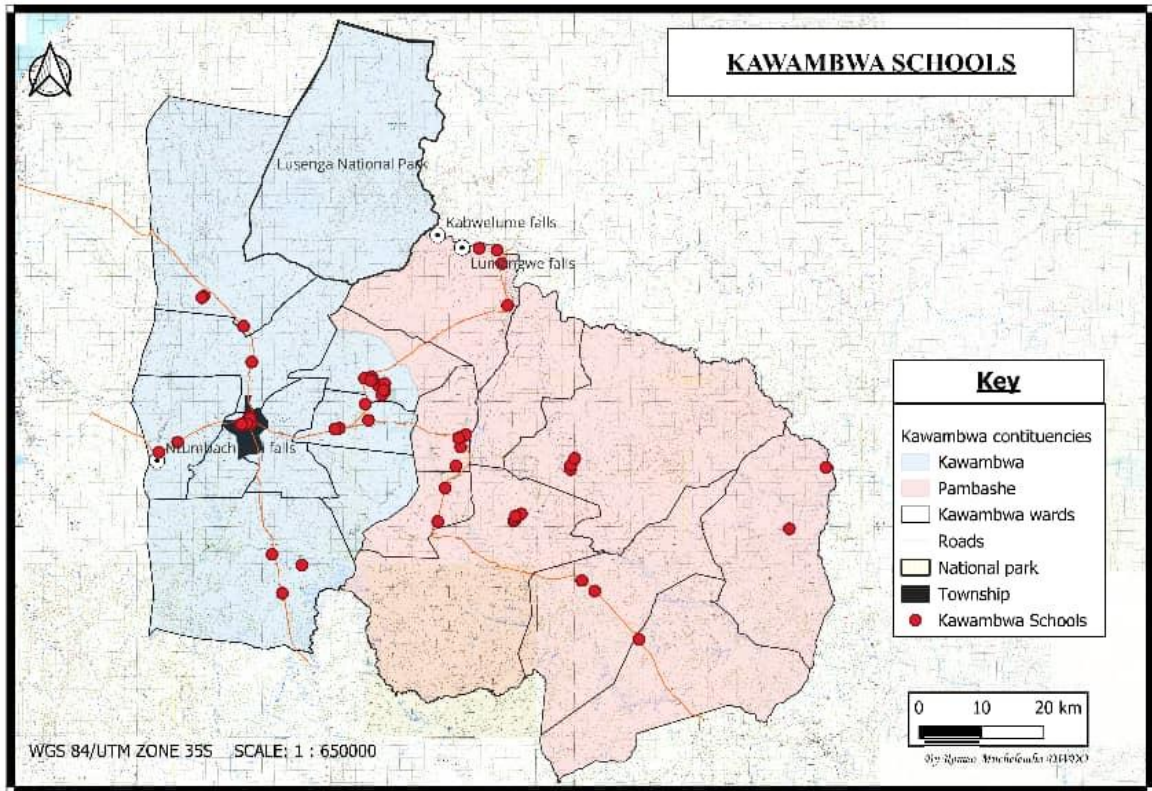 KAWAMBWA SCHOOLS
Lusenga National Park
Kabwelume falls
Lumangwe falls
falls
Key
Kawambwa contituencies
Kawambwa
Pambashe
Kawambwa wards
Roads
National park
Township
Kawambwa Schools
0 10 20 km
WGS 84/UTM ZONE 35S SCALE: 1 : 650000